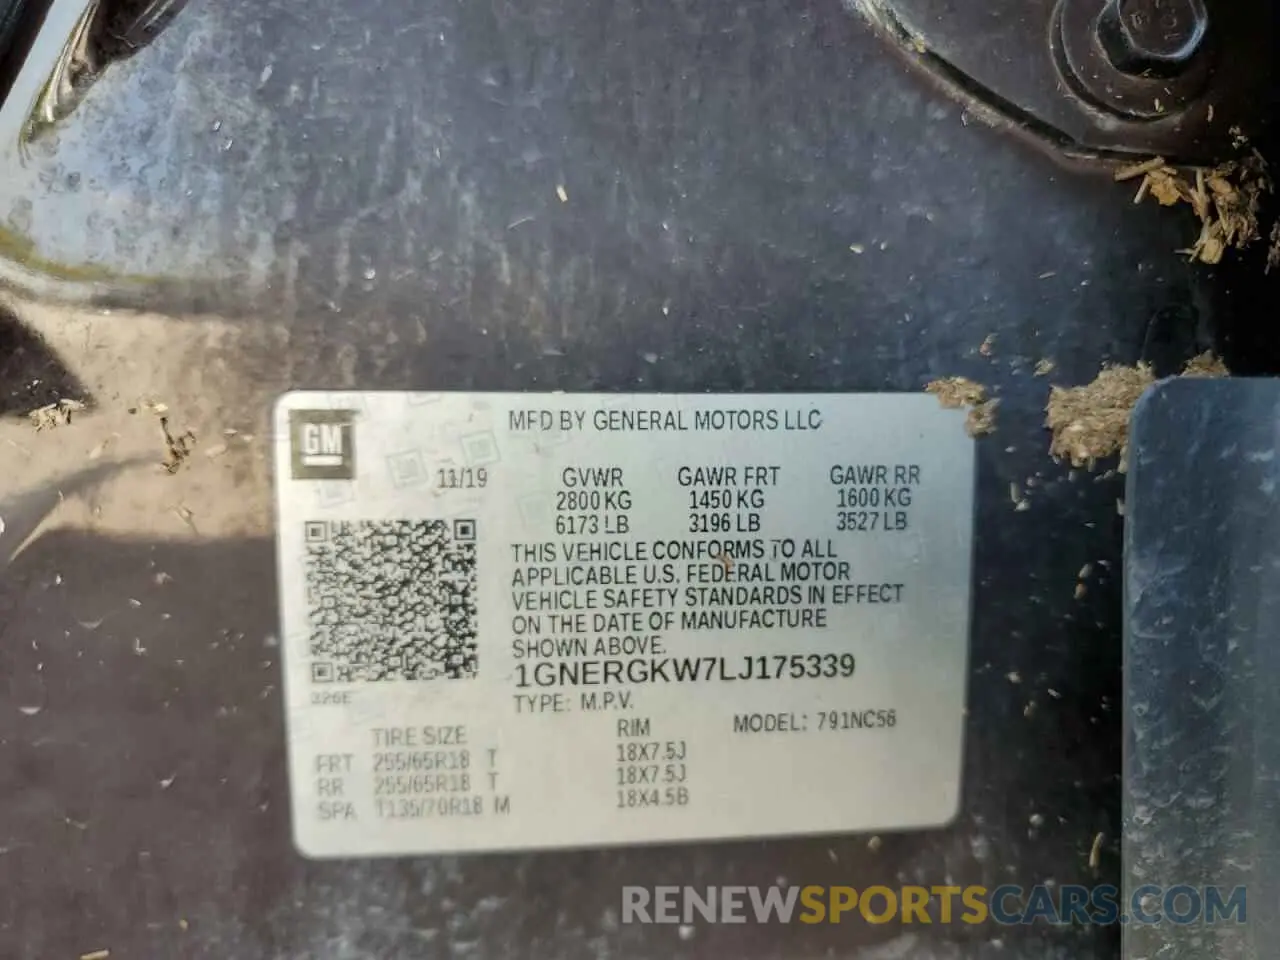 MFD BY GENERAL MOTORS LLC
GM
11/19
GVWR GAWR FRT GAWR RR
2800 KG 1450 KG 1600 KG
6173 LB 3196 LB 3527 LB
THIS VEHICLE CONFORMS TO ALL
APPLICABLE U.S. FEDERAL MOTOR
VEHICLE SAFETY STANDARDS IN EFFECT
ON THE DATE OF MANUFACTURE
SHOWN ABOVE.
1GNERGKW7LJ175339
326E
TYPE: M.P.V.
MODEL: 791NC56
TIRE SIZE RIM
FRT 255/65R18 T 18X7.5J
RR 255/65R18 T 18X7.5J
SPA T135/70R18 M 18X4.5B
RENEWSPORTSCARS.COM